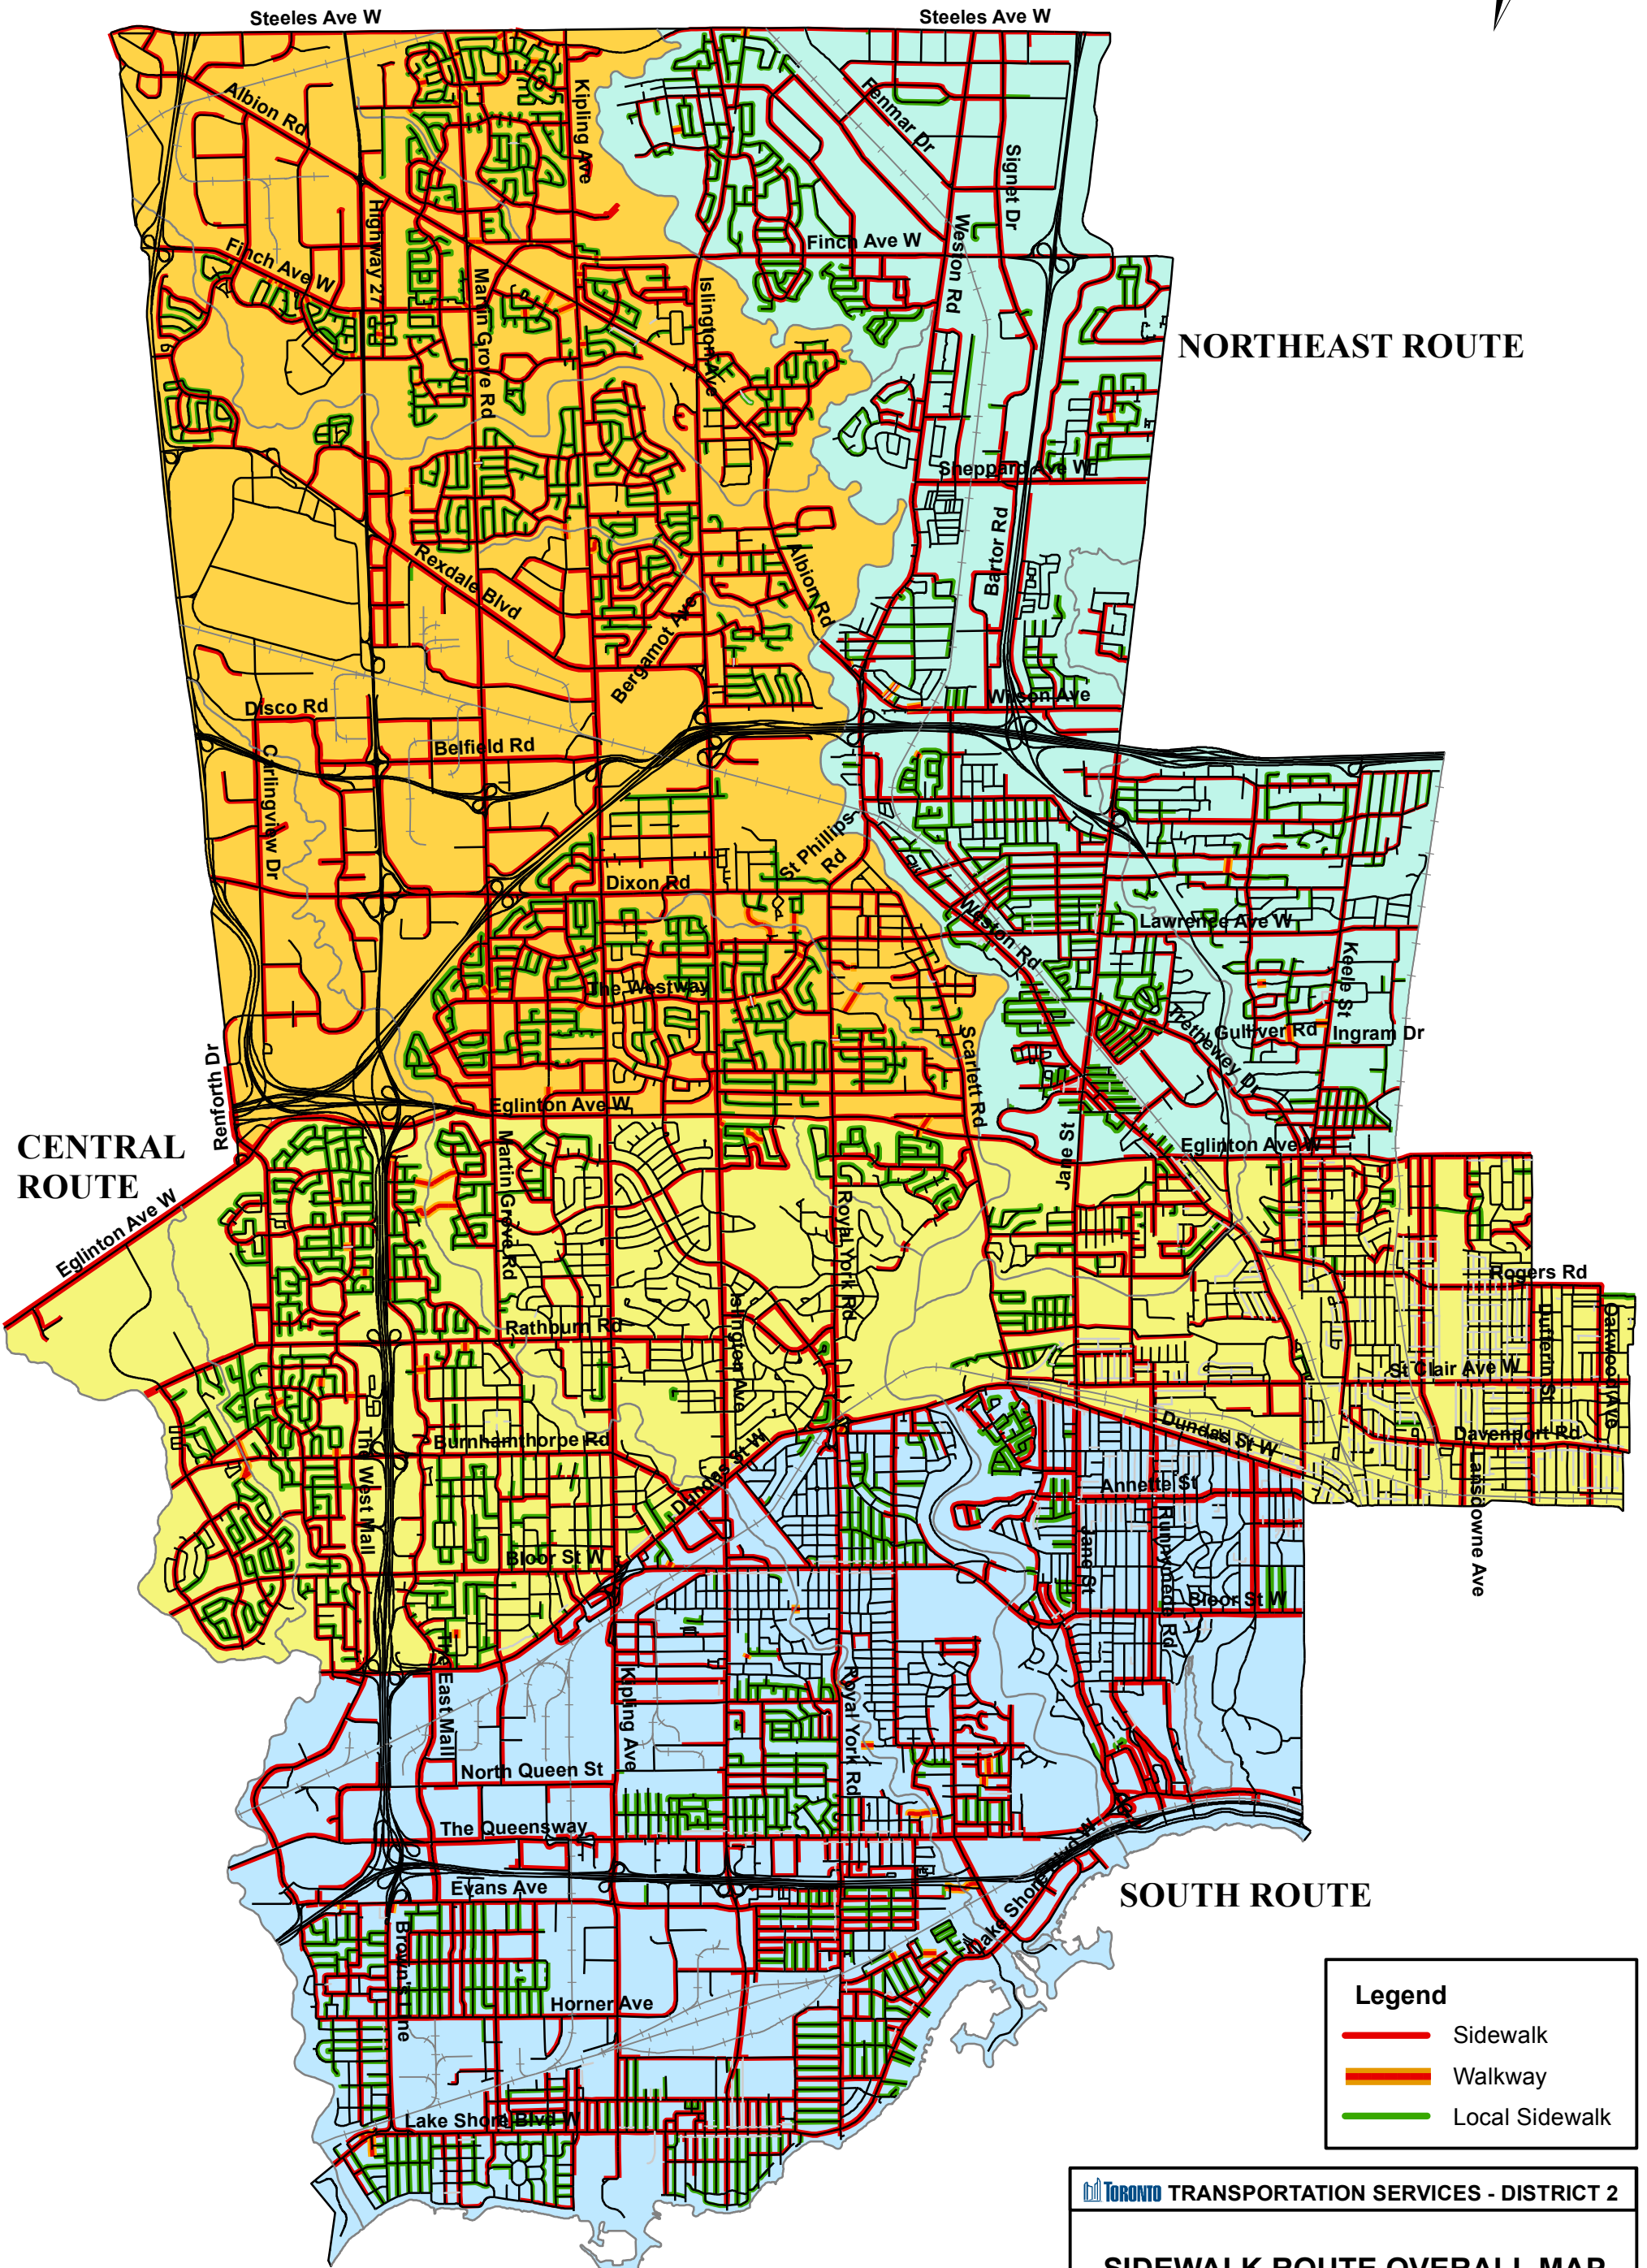 Steeles Ave W
Steeles Ave W
Albion Rd
Kipling Ave
Fenmar Dr
Signet Dr
Highway 27
Finch Ave W
Finch Ave W
Weston Rd
Martin Grove Rd
Islington Ave
NORTHEAST ROUTE
Sheppard Ave W
Bartor Rd
Rexdale Blvd
Albion Rd
Bergamot Ave
Wilson Ave
Disco Rd
Belfield Rd
Carlingview Dr
St Phillips
Rd
Dixon Rd
Weston Rd
Lawrence Ave W
Keele St
The Westway
Trethewey Dr
Gulliver Rd
Ingram Dr
Scarlett Rd
Renforth Dr
Eglinton Ave W
CENTRAL
ROUTE
Martin Grove Rd
Jane St
Eglinton Ave W
Eglinton Ave W
Royal York Rd
Rogers Rd
Islington Ave
Rathburn Rd
Dufferin St
Oakwood Ave
St Clair Ave W
The West Mall
Burnhamthorpe Rd
Dundas St W
Dundas St W
Davenport Rd
Lansdowne Ave
Annette St
Jane St
Runnymede Rd
Bloor St W
Bloor St W
The East Mall
Kipling Ave
Royal York Rd
North Queen St
The Queensway
Lake Shore Blvd W
Evans Ave
SOUTH ROUTE
Brown's Line
Horner Ave
Lake Shore Blvd W
Legend
Sidewalk
Walkway
Local Sidewalk
TORONTO TRANSPORTATION SERVICES - DISTRICT 2
SIDEWALK ROUTE OVERALL MAP